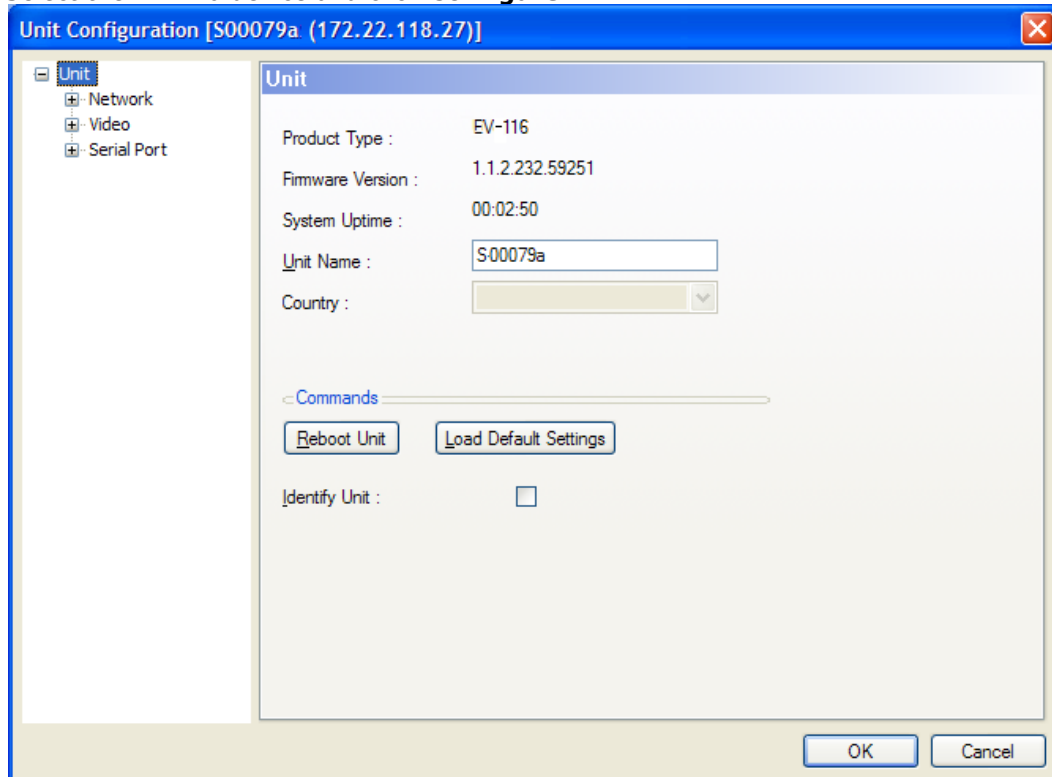 Unit Configuration [S00079a (172.22.118.27)]
Unit
Network
Video
Serial Port
Unit
Product Type : EV-116
Firmware Version : 1.1.2.232.59251
System Uptime : 00:02:50
Unit Name : S00079a
Country :
Commands
Reboot Unit Load Default Settings
Identify Unit :
OK Cancel